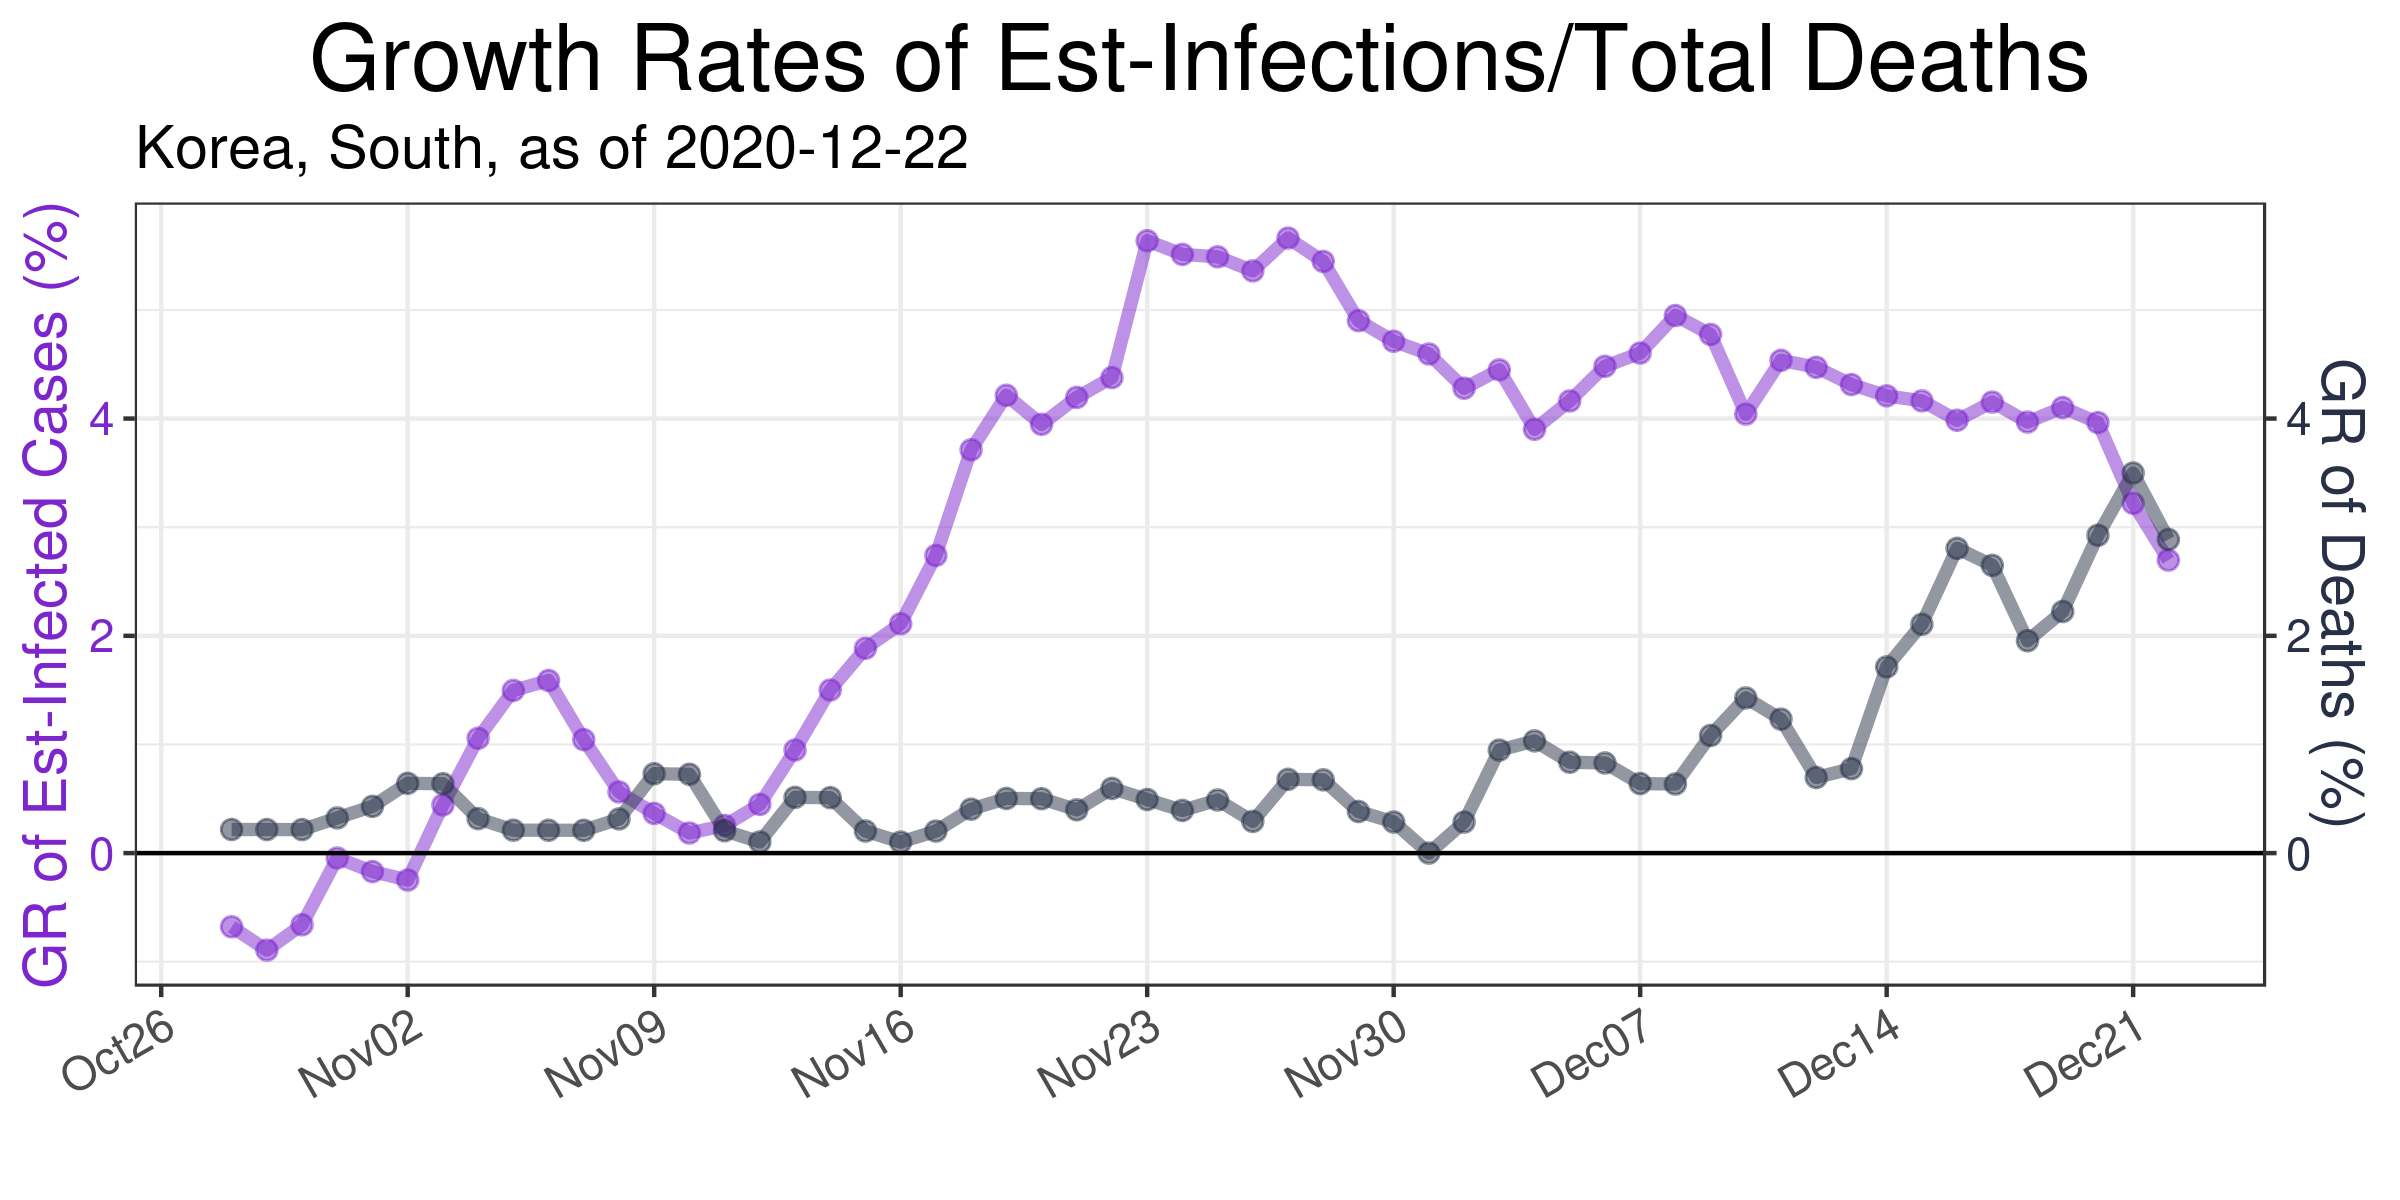 Growth Rates of Est-Infections/Total Deaths
Korea, South, as of 2020-12-22
GR of Est-Infected Cases (%)
4
2
0
4
2
0
GR of Deaths (%)
Oct26
Nov02
Nov09
Nov16
Nov23
Nov30
Dec07
Dec14
Dec21